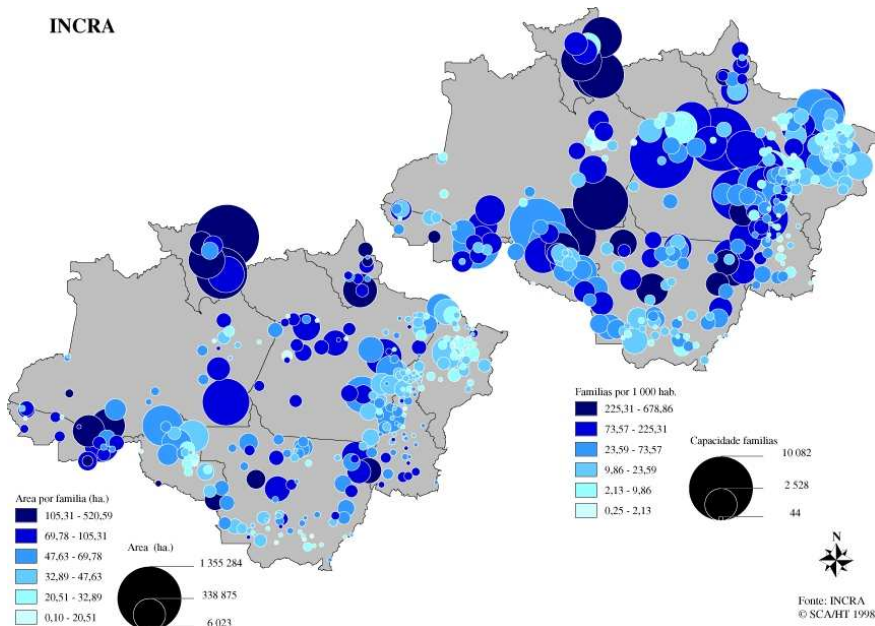 INCRA
Familias por 1 000 hab.
225,31 - 678,86
73,57 - 225,31
23,59 - 73,57
9,86 - 23,59
2,13 - 9,86
0,25 - 2,13
Capacidade familias
10 082
2 528
44
Area por familia (ha.)
105,31 - 520,59
69,78 - 105,31
47,63 - 69,78
32,89 - 47,63
20,51 - 32,89
0,10 - 20,51
Area (ha.)
1 355 284
338 875
6 023
N
Fonte: INCRA
© SCA/HT 1998